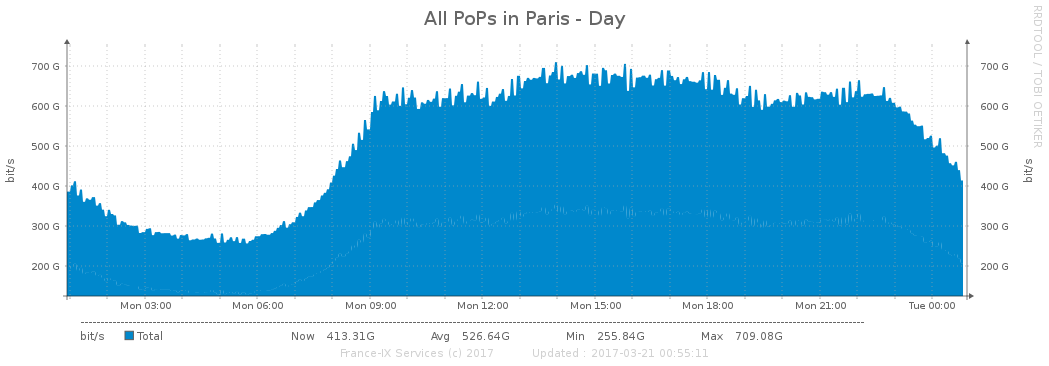 All PoPs in Paris - Day
RRDTOOL / TOBI OETIKER
bit/s
700 G
600 G
500 G
400 G
300 G
200 G
700 G
600 G
500 G
400 G
300 G
200 G
bit/s
Mon 03:00 Mon 06:00 Mon 09:00 Mon 12:00 Mon 15:00 Mon 18:00 Mon 21:00 Tue 00:00
bit/s Total Now 413.31G Avg 526.64G Min 255.84G Max 709.08G
France-IX Services (c) 2017 Updated : 2017-03-21 00:55:11